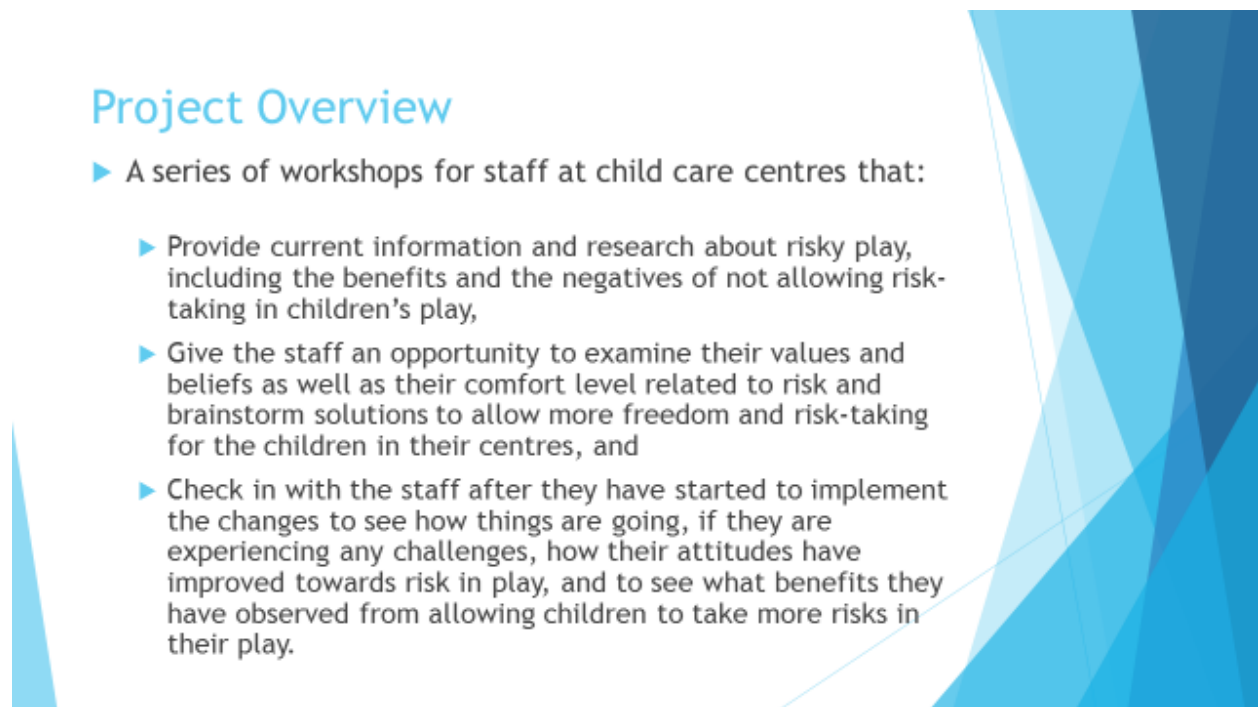 Project Overview
A series of workshops for staff at child care centres that:
Provide current information and research about risky play,
including the benefits and the negatives of not allowing risk-
taking in children’s play,
Give the staff an opportunity to examine their values and
beliefs as well as their comfort level related to risk and
brainstorm solutions to allow more freedom and risk-taking
for the children in their centres, and
Check in with the staff after they have started to implement
the changes to see how things are going, if they are
experiencing any challenges, how their attitudes have
improved towards risk in play, and to see what benefits they
have observed from allowing children to take more risks in
their play.